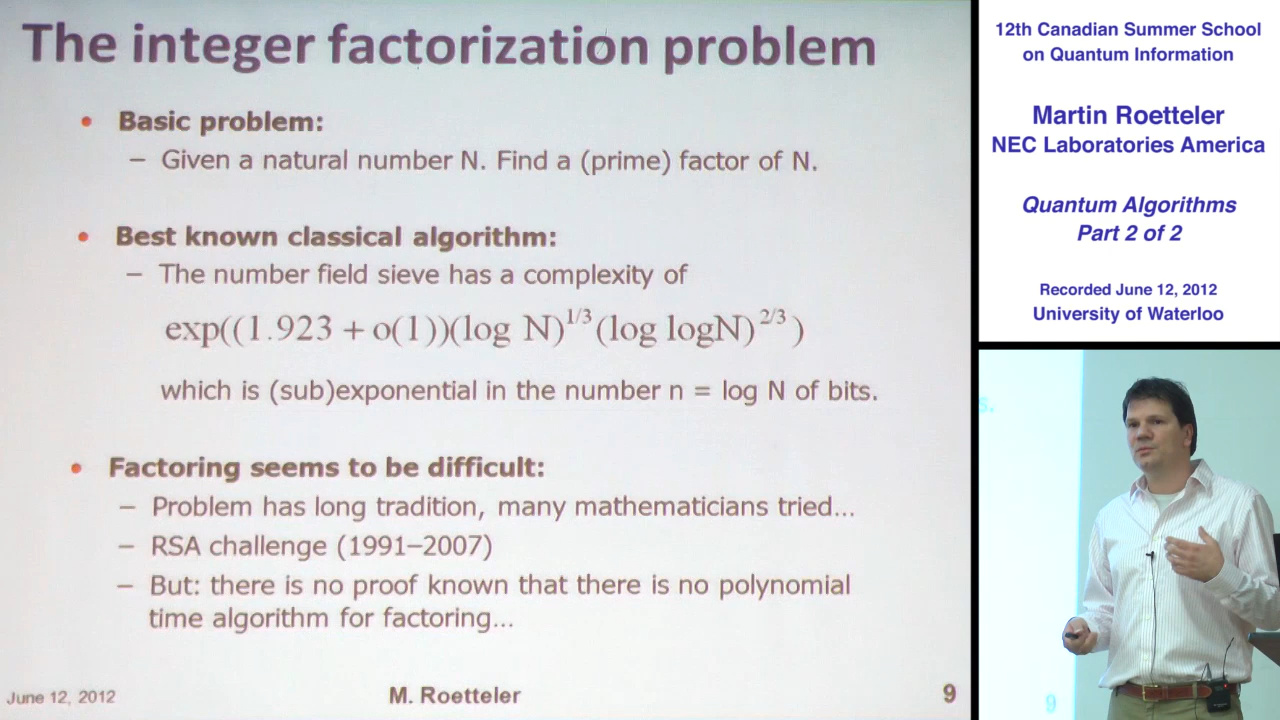 The integer factorization problem
• Basic problem:
– Given a natural number N. Find a (prime) factor of N.
• Best known classical algorithm:
– The number field sieve has a complexity of
exp((1.923 + o(1))(log N)^1/3 (log logN)^2/3)
which is (sub)exponential in the number n = log N of bits.
• Factoring seems to be difficult:
– Problem has long tradition, many mathematicians tried...
– RSA challenge (1991–2007)
– But: there is no proof known that there is no polynomial
time algorithm for factoring...
June 12, 2012
M. Roetteler
9
12th Canadian Summer School
on Quantum Information
Martin Roetteler
NEC Laboratories America
Quantum Algorithms
Part 2 of 2
Recorded June 12, 2012
University of Waterloo
s.
9